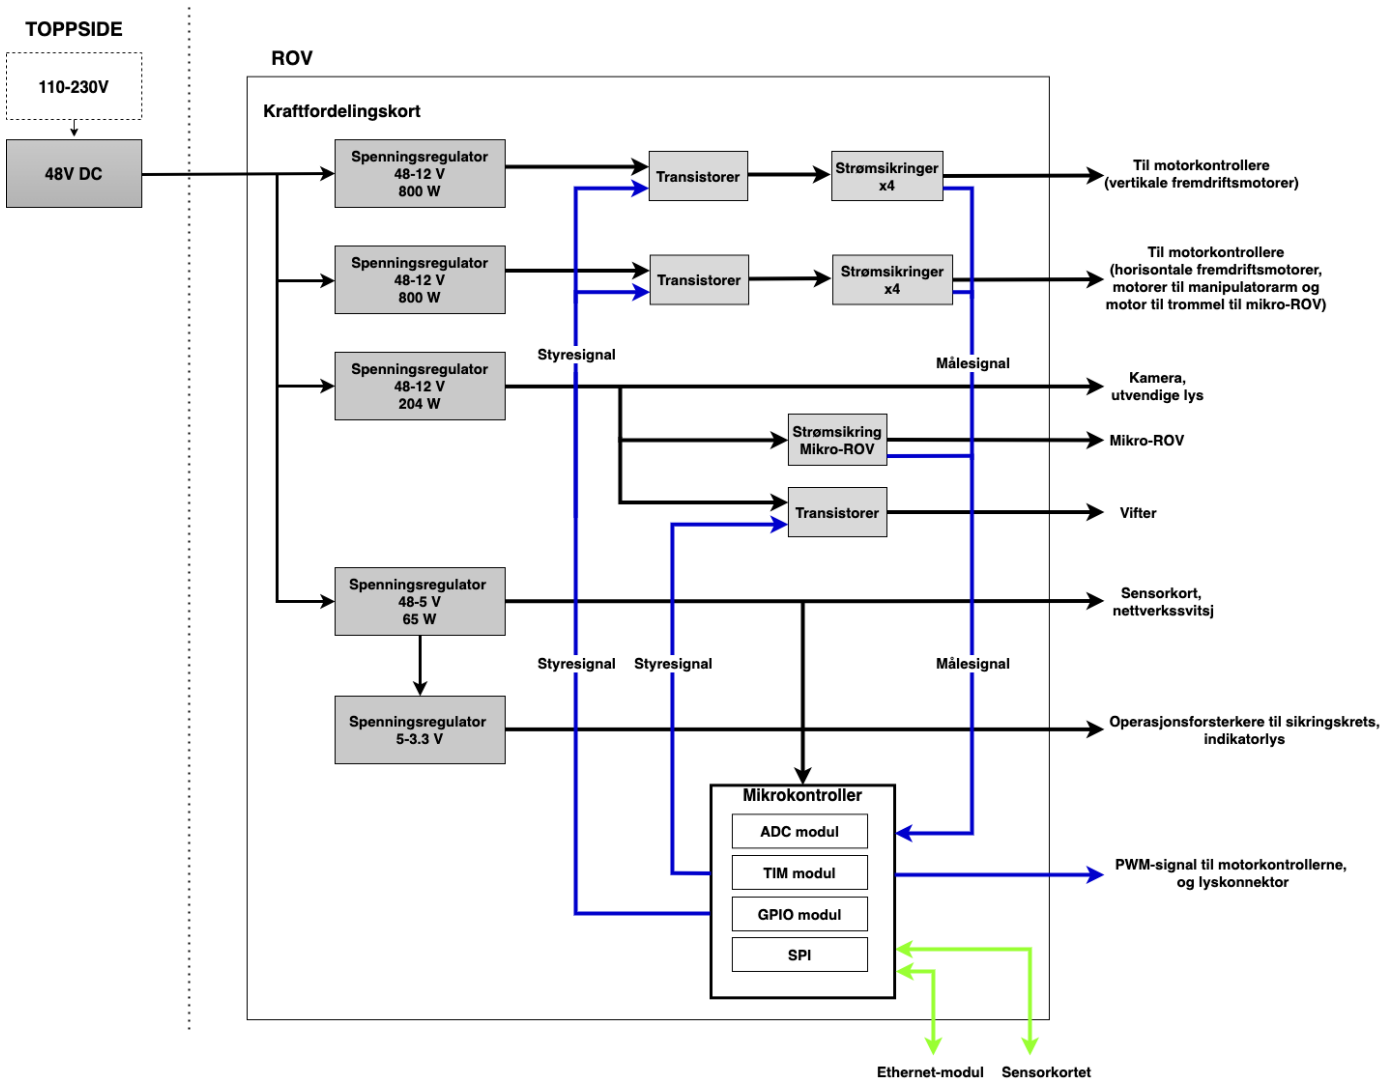 TOPPSIDE
110-230V
48V DC
ROV
Kraftfordelingskort
Spenningsregulator
48-12 V
800 W
Transistorer
Strømsikringer
x4
Til motorkontrollere
(vertikale fremdriftsmotorer)
Spenningsregulator
48-12 V
800 W
Transistorer
Strømsikringer
x4
Til motorkontrollere
(horisontale fremdriftsmotorer,
motorer til manipulatorarm og
motor til trommel til mikro-ROV)
Styresignal
Målesignal
Spenningsregulator
48-12 V
204 W
Kamera,
utvendige lys
Strømsikring
Mikro-ROV
Mikro-ROV
Transistorer
Vifter
Spenningsregulator
48-5 V
65 W
Sensorkort,
nettverkssvitsj
Styresignal
Styresignal
Målesignal
Spenningsregulator
5-3.3 V
Operasjonsforsterkere til sikringskrets,
indikatorlys
Mikrokontroller
ADC modul
TIM modul
GPIO modul
SPI
PWM-signal til motorkontrollerne,
og lyskonnektor
Ethernet-modul
Sensorkortet